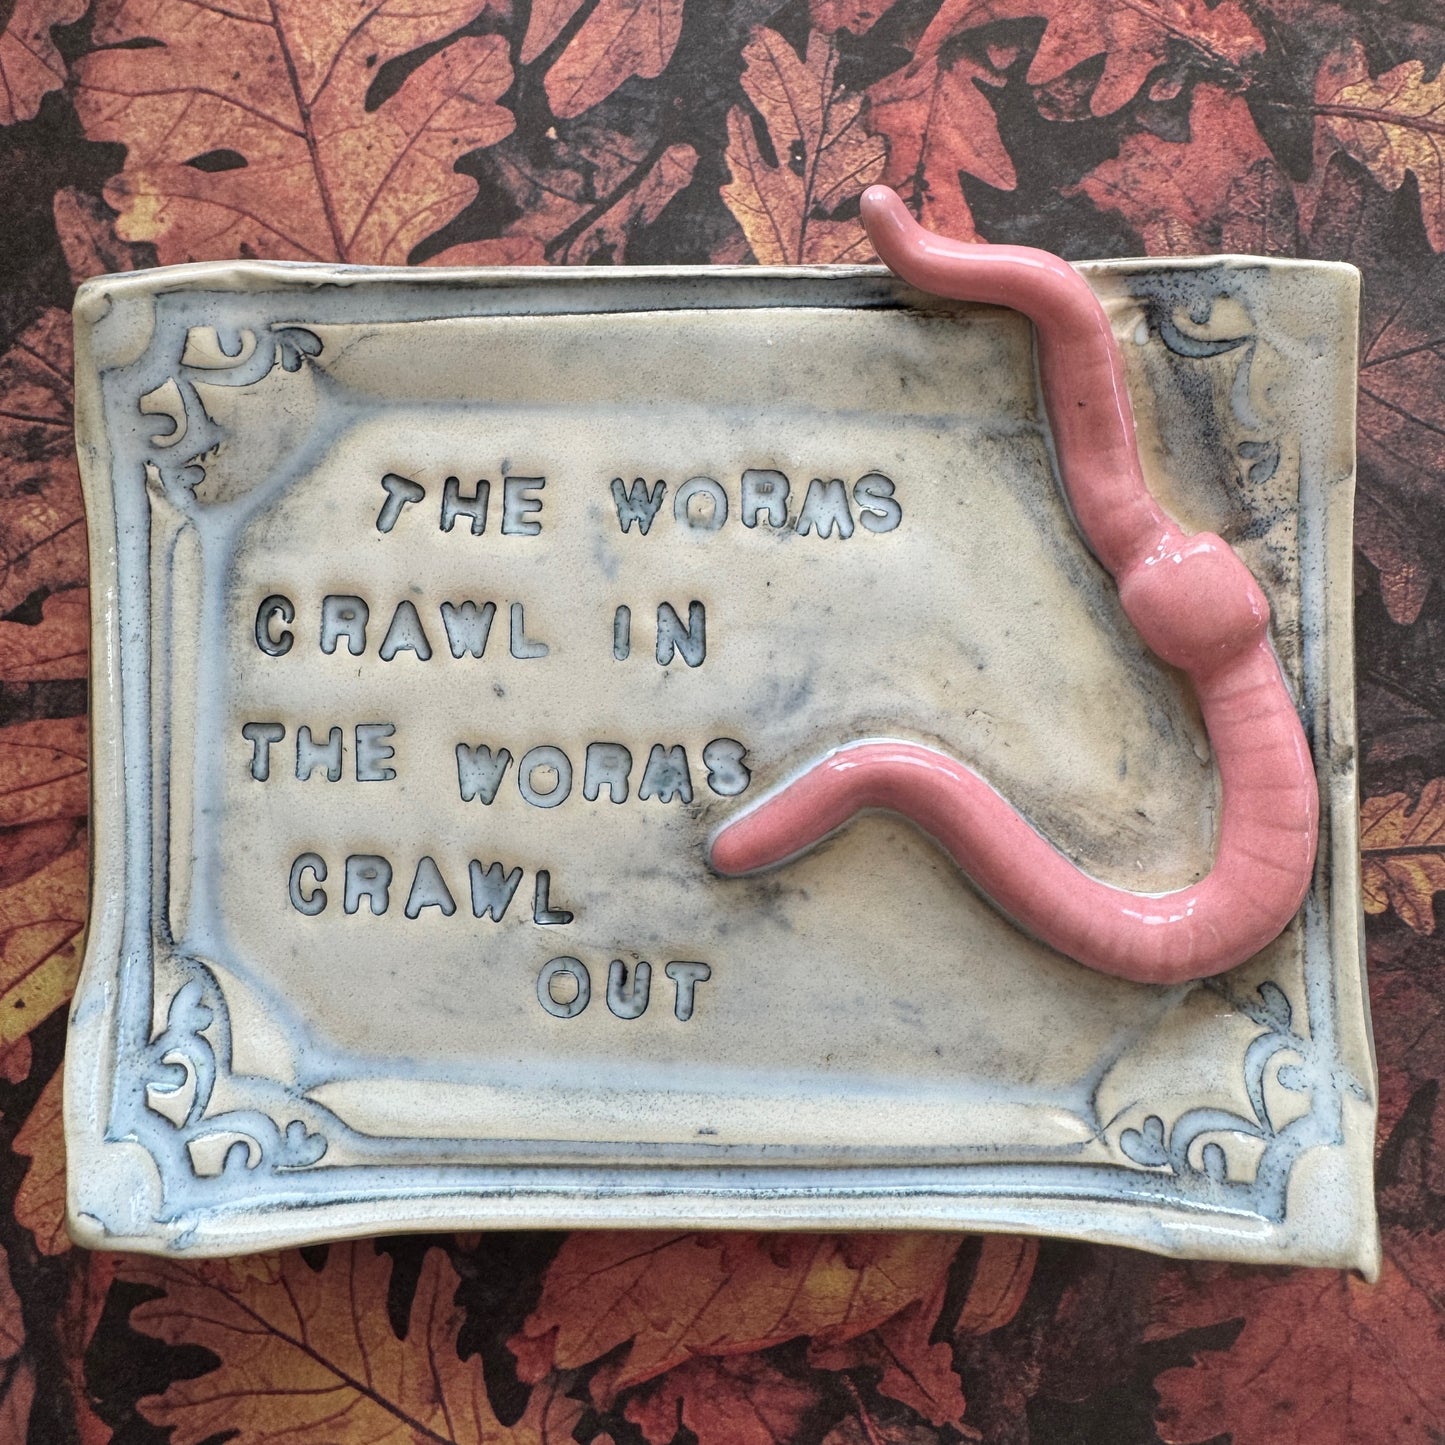 THE WORMS
CRAWL IN
THE WORMS
CRAWL
OUT